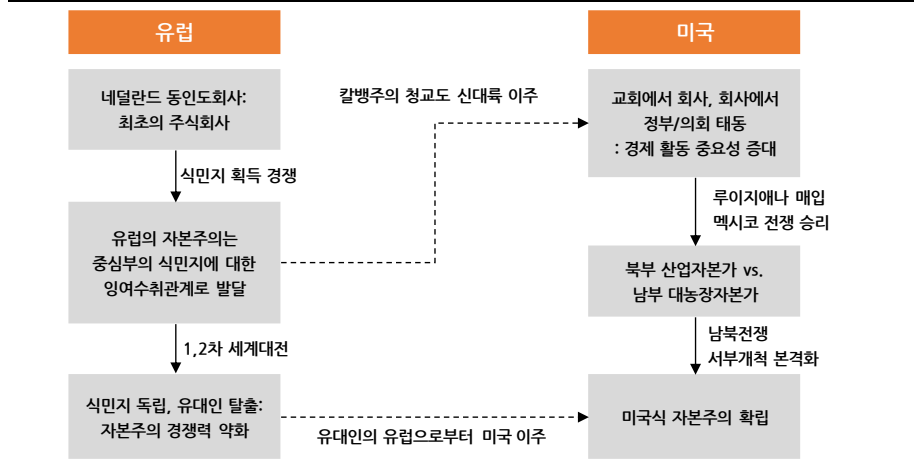 유럽
미국
네덜란드 동인도회사:
최초의 주식회사
칼뱅주의 청교도 신대륙 이주
교회에서 회사, 회사에서
정부/의회 태동
: 경제 활동 중요성 증대
식민지 획득 경쟁
루이지애나 매입
멕시코 전쟁 승리
유럽의 자본주의는
중심부의 식민지에 대한
잉여수취관계로 발달
북부 산업자본가 vs.
남부 대농장자본가
1,2차 세계대전
남북전쟁
서부개척 본격화
식민지 독립, 유대인 탈출:
자본주의 경쟁력 약화
유대인의 유럽으로부터 미국 이주
미국식 자본주의 확립